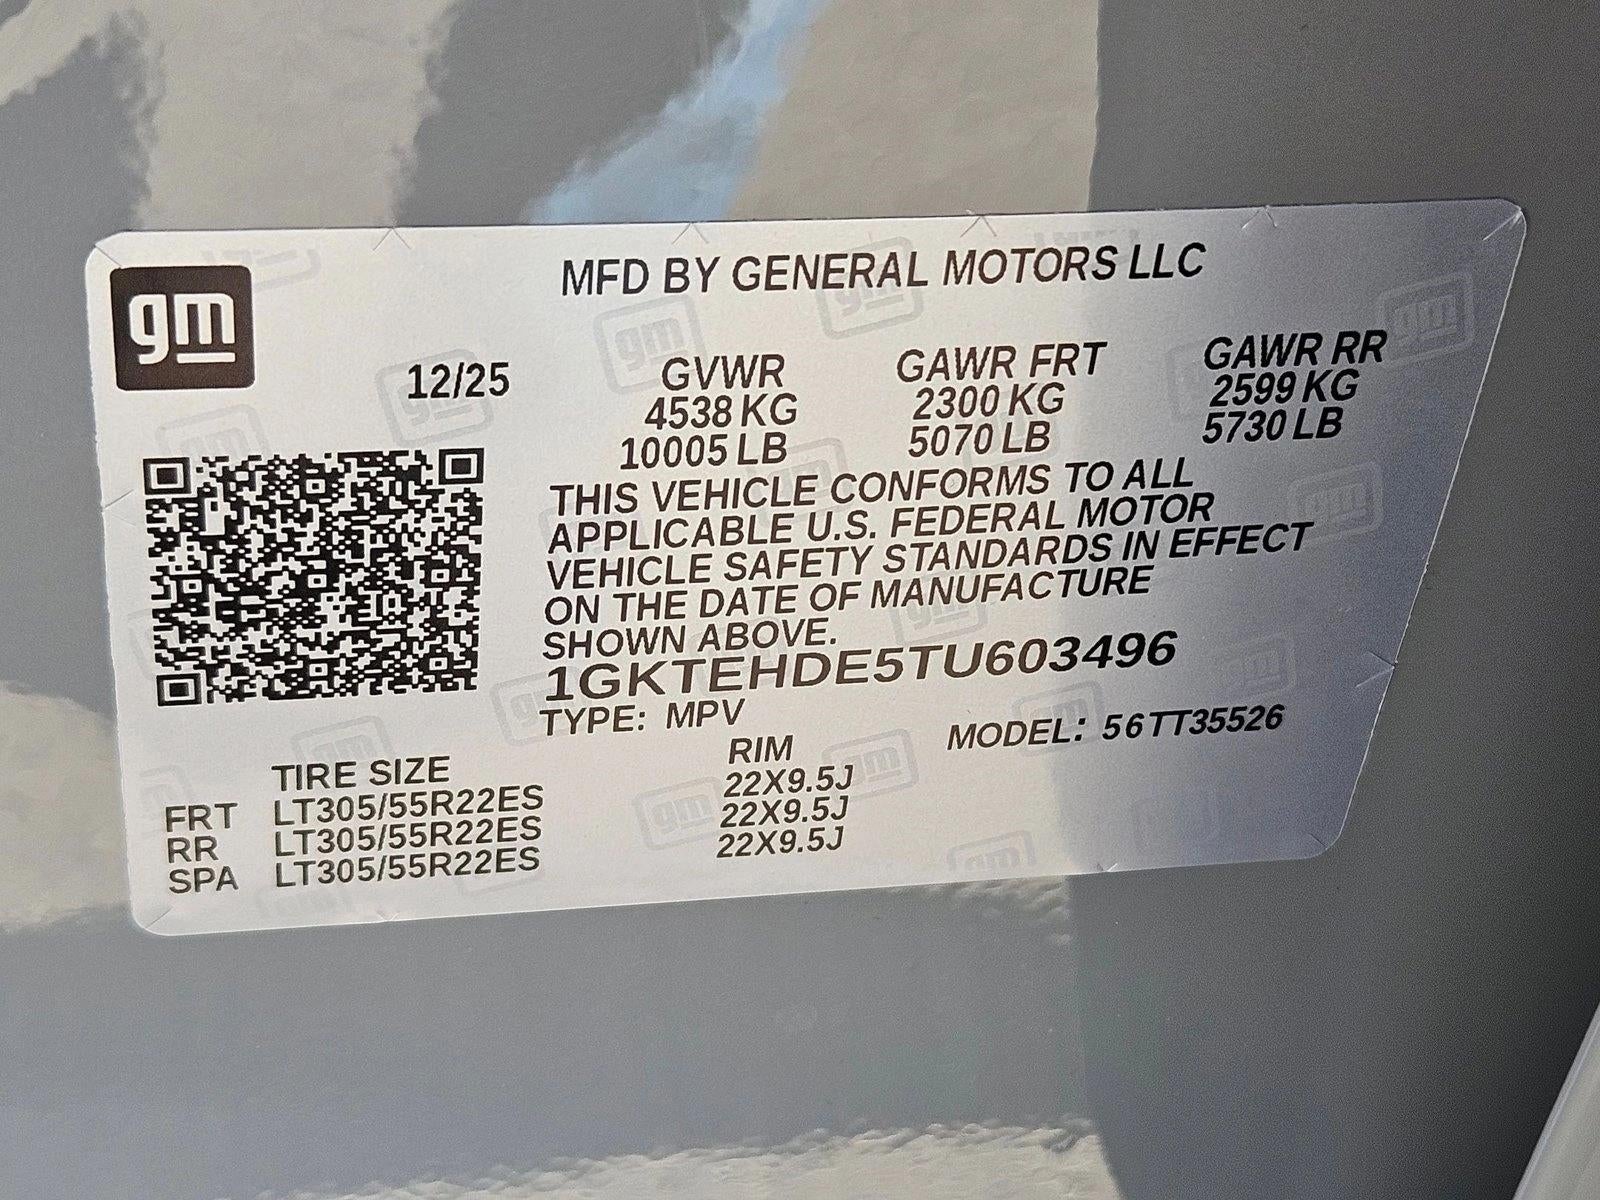 gm
MFD BY GENERAL MOTORS LLC
12/25 GVWR GAWR FRT GAWR RR
4538 KG 2300 KG 2599 KG
10005 LB 5070 LB 5730 LB
THIS VEHICLE CONFORMS TO ALL
APPLICABLE U.S. FEDERAL MOTOR
VEHICLE SAFETY STANDARDS IN EFFECT
ON THE DATE OF MANUFACTURE
SHOWN ABOVE.
1GKTEHDE5TU603496
TYPE: MPV MODEL: 56TT35526
TIRE SIZE RIM
FRT LT305/55R22ES 22X9.5J
RR LT305/55R22ES 22X9.5J
SPA LT305/55R22ES 22X9.5J